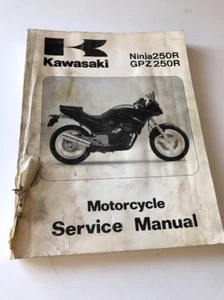 Kawasaki
Ninja250R
GPZ250R
Motorcycle
Service Manual